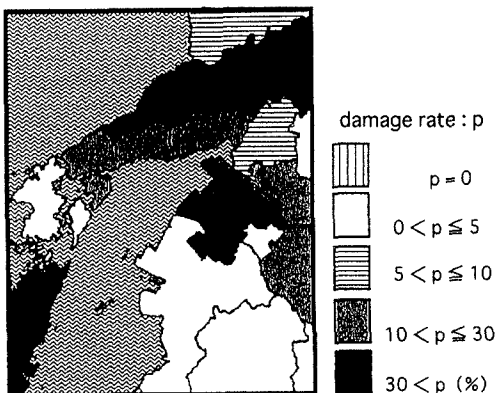 damage rate : p
p = 0
0 < p ≦ 5
5 < p ≦ 10
10 < p ≦ 30
30 < p (%)